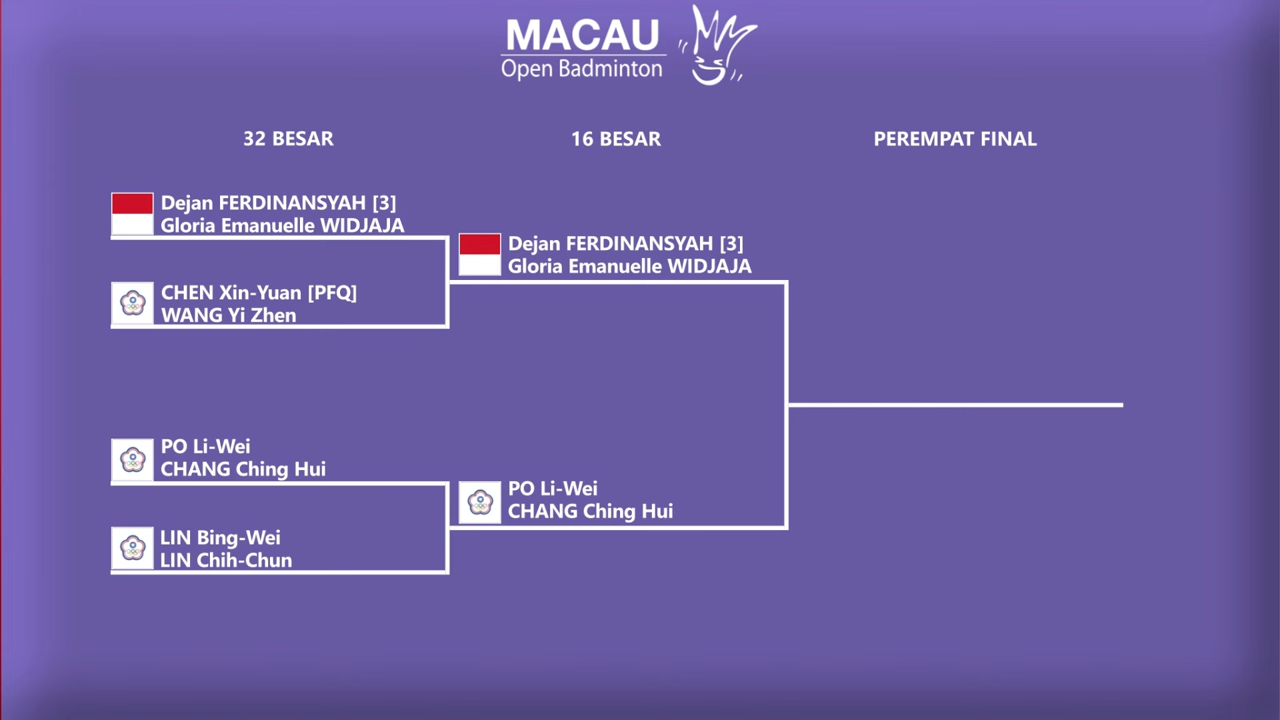 MACAU
Open Badminton
32 BESAR
16 BESAR
PEREMPAT FINAL
Dejan FERDINANSYAH [3]
Gloria Emanuelle WIDJAJA
CHEN Xin-Yuan [PFQ]
WANG Yi Zhen
PO Li-Wei
CHANG Ching Hui
LIN Bing-Wei
LIN Chih-Chun
Dejan FERDINANSYAH [3]
Gloria Emanuelle WIDJAJA
PO Li-Wei
CHANG Ching Hui